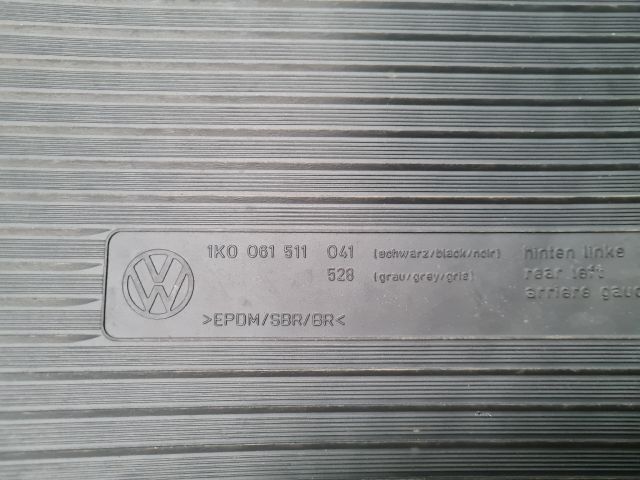 1K0 061 511 041 (schwarz/black/noir) hinten links
528 (grau/grey/gris) rear left
>EPDM/SBR/BR< arriere